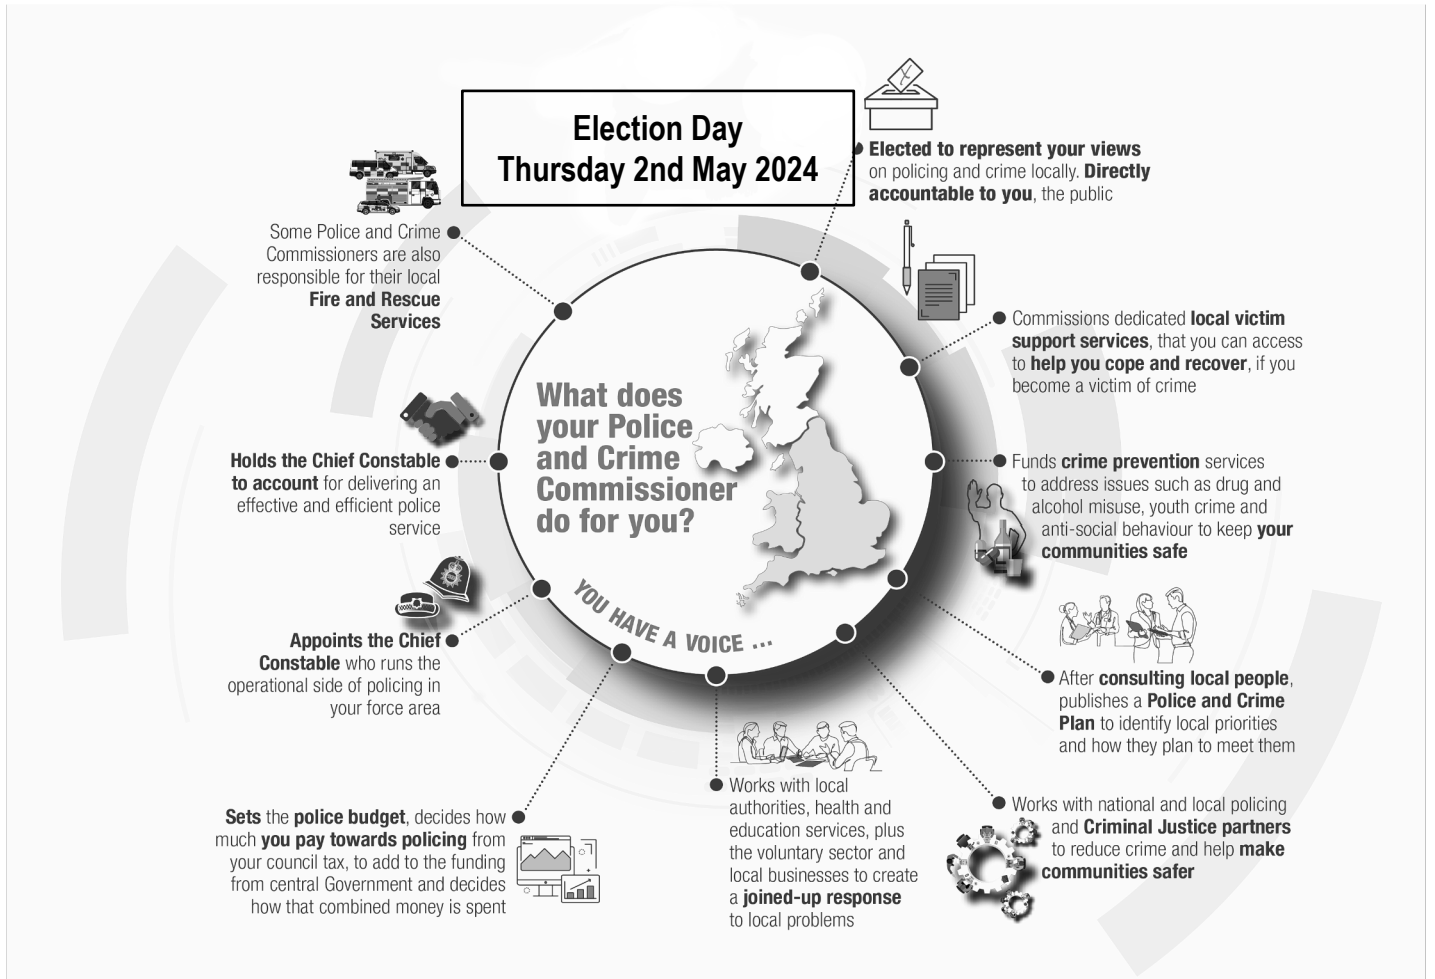 Election Day
Thursday 2nd May 2024
Elected to represent your views
on policing and crime locally. Directly
accountable to you, the public
Commissions dedicated local victim
support services, that you can access
to help you cope and recover, if you
become a victim of crime
Funds crime prevention services
to address issues such as drug and
alcohol misuse, youth crime and
anti-social behaviour to keep your
communities safe
After consulting local people,
publishes a Police and Crime
Plan to identify local priorities
and how they plan to meet them
Works with national and local policing
and Criminal Justice partners
to reduce crime and help make
communities safer
Works with local
authorities, health and
education services, plus
the voluntary sector and
local businesses to create
a joined-up response
to local problems
Sets the police budget, decides how
much you pay towards policing from
your council tax, to add to the funding
from central Government and decides
how that combined money is spent
Appoints the Chief
Constable who runs the
operational side of policing in
your force area
Holds the Chief Constable
to account for delivering an
effective and efficient police
service
Some Police and Crime
Commissioners are also
responsible for their local
Fire and Rescue
Services
What does
your Police
and Crime
Commissioner
do for you?
YOU HAVE A VOICE ...